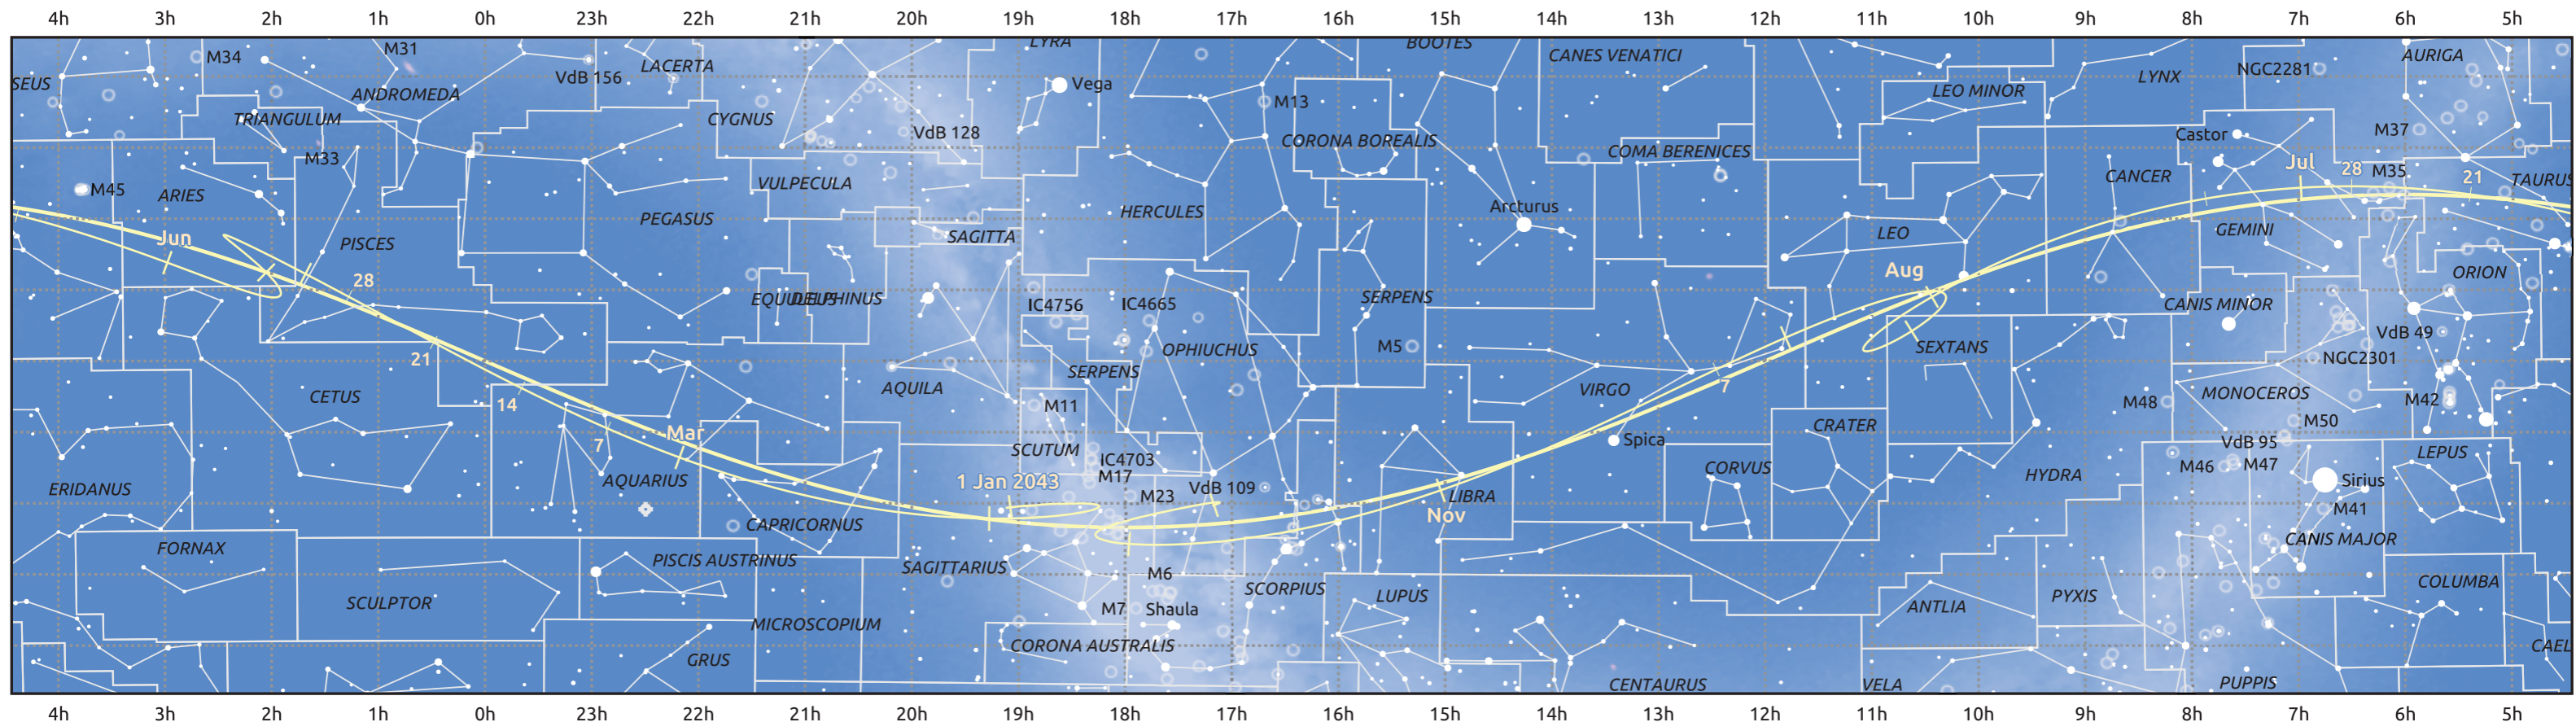 4h 3h 2h 1h 0h 23h 22h 21h 20h 19h 18h 17h 16h 15h 14h 13h 12h 11h 10h 9h 8h 7h 6h 5h
LYRA
BOOTES
M31
M34
CANES VENATICI
AURIGA
LACERTA
NGC2281
VdB 156
LYNX
SEUS
Vega
LEO MINOR
ANDROMEDA
M13
TRIANGULUM
CYGNUS
VdB 128
M37
Castor
CORONA BOREALIS
COMA BERENICES
M33
Jul
28
M35
CANCER
21
TAURUS
M45
ARIES
VULPECULA
Arcturus
PEGASUS
HERCULES
Jun
PISCES
SAGITTA
LEO
GEMINI
Aug
ORION
28
EQUULEUS
DELPHINUS
IC4756
IC4665
SERPENS
CANIS MINOR
VdB 49
21
OPHIUCHUS
M5
SEXTANS
NGC2301
SERPENS
CETUS
14
AQUILA
VIRGO
7
MONOCEROS
M48
M42
M11
CRATER
M50
7
Mar
SCUTUM
Spica
VdB 95
IC4703
LEPUS
M17
CORVUS
M46
M47
ERIDANUS
AQUARIUS
1 Jan 2043
VdB 109
HYDRA
Sirius
M23
LIBRA
M41
Nov
CAPRICORNUS
CANIS MAJOR
FORNAX
PISCIS AUSTRINUS
SAGITTARIUS
M6
COLUMBA
SCORPIUS
LUPUS
PYXIS
SCULPTOR
M7
Shaula
ANTLIA
MICROSCOPIUM
CORONA AUSTRALIS
CAEL
GRUS
CENTAURUS
VELA
PUPPIS
4h 3h 2h 1h 0h 23h 22h 21h 20h 19h 18h 17h 16h 15h 14h 13h 12h 11h 10h 9h 8h 7h 6h 5h